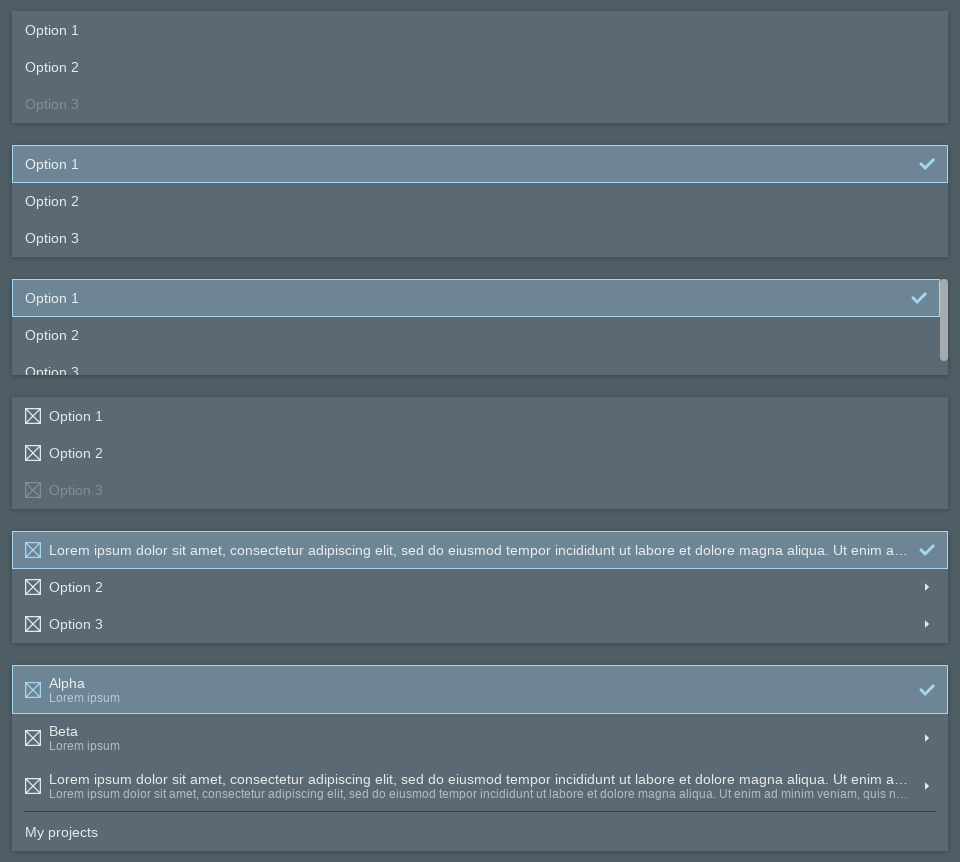 Option 1
Option 2
Option 3
Option 1
Option 2
Option 3
Option 1
Option 2
Option 3
Option 1
Option 2
Option 3
Lorem ipsum dolor sit amet, consectetur adipiscing elit, sed do eiusmod tempor incididunt ut labore et dolore magna aliqua. Ut enim a…
Option 2
Option 3
Alpha
Lorem ipsum
Beta
Lorem ipsum
Lorem ipsum dolor sit amet, consectetur adipiscing elit, sed do eiusmod tempor incididunt ut labore et dolore magna aliqua. Ut enim a…
Lorem ipsum dolor sit amet, consectetur adipiscing elit, sed do eiusmod tempor incididunt ut labore et dolore magna aliqua. Ut enim ad minim veniam, quis n…
My projects